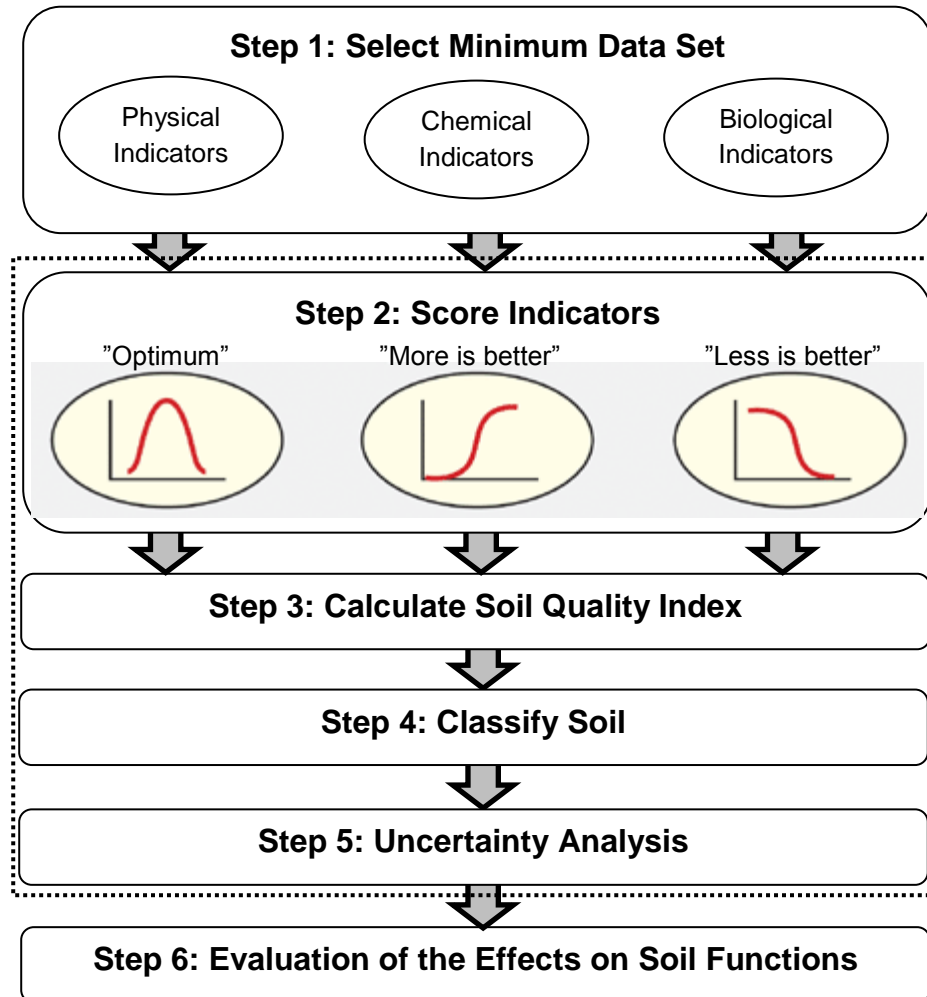 Step 1: Select Minimum Data Set
Physical
Indicators
Chemical
Indicators
Biological
Indicators
Step 2: Score Indicators
”Optimum”
”More is better”
”Less is better”
Step 3: Calculate Soil Quality Index
Step 4: Classify Soil
Step 5: Uncertainty Analysis
Step 6: Evaluation of the Effects on Soil Functions